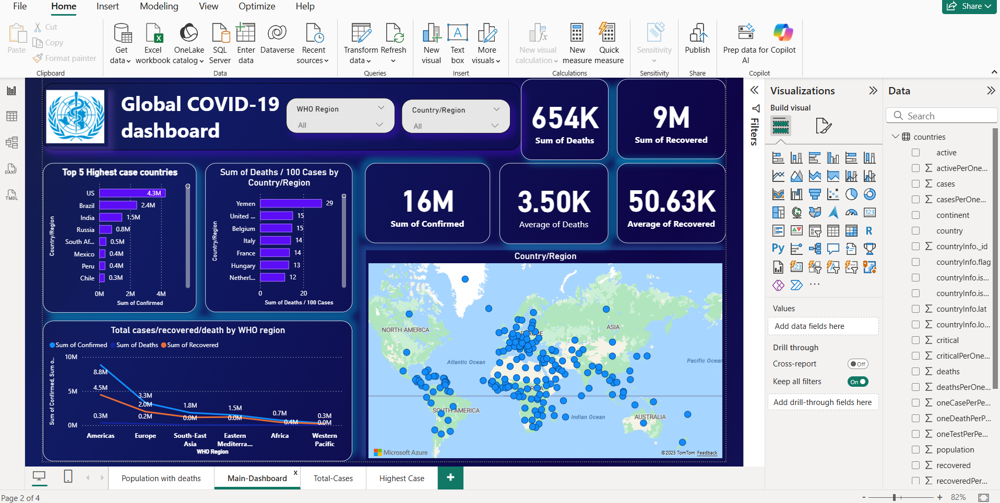 File Home Insert Modeling View Optimize Help Share
Paste
Cut
Copy
Format painter
Clipboard
Get data
Excel workbook
OneLake catalog
SQL Server
Enter data
Dataverse
Recent sources
Data
Transform data
Refresh
Queries
New visual
Text box
More visuals
Insert
New visual calculation
New measure
Quick measure
Calculations
Sensitivity
Sensitivity
Publish
Share
Prep data for AI
Copilot
Copilot
Global COVID-19
dashboard
WHO Region
All
Country/Region
All
654K
Sum of Deaths
9M
Sum of Recovered
Top 5 Highest case countries
Country/Region
US 4.3M
Brazil 2.4M
India 1.5M
Russia 0.8M
South Af... 0.5M
Mexico 0.4M
Peru 0.4M
Chile 0.3M
0M 2M 4M
Sum of Confirmed
Sum of Deaths / 100 Cases by
Country/Region
Country/Region
Yemen 29
United ... 15
Belgium 15
Italy 14
France 14
Hungary 13
Netherl... 12
0 20
Sum of Deaths / 100 Cases
16M
Sum of Confirmed
3.50K
Average of Deaths
50.63K
Average of Recovered
Total cases/recovered/death by WHO region
Sum of Confirmed Sum of Deaths Sum of Recovered
Sum of Confirmed, Sum o...
10M
5M
0M
8.8M
4.5M
0.3M
3.3M
2.0M
0.2M
1.8M
0.0M
1.5M
0.0M
0.7M
0.4M
0.3M
0.0M
Americas
Europe
South-East Asia
Eastern Mediterra...
Africa
Western Pacific
WHO Region
Country/Region
NORTH AMERICA
ASIA
Atlantic Ocean
Pacific Ocean
SOUTH AMERICA
Indian Ocean
AUSTRALIA
Microsoft Azure
©2025 TomTom Feedback
Filters
Visualizations
Build visual
123
R
Py
Values
Add data fields here
Drill through
Cross-report Off
Keep all filters On
Add drill-through fields here
Data
Search
countries
active
activePerOne...
cases
casesPerOne...
continent
country
countryInfo._id
countryInfo.flag
countryInfo.is...
countryInfo.is...
countryInfo.lat
countryInfo.lo...
critical
criticalPerOne...
deaths
deathsPerOne...
oneCasePerPe...
oneDeathPerP...
oneTestPerPe...
population
recovered
recoveredPer...
DAX
TMDL
Population with deaths
Main-Dashboard x
Total-Cases
Highest Case
+
Page 2 of 4
- + 82%